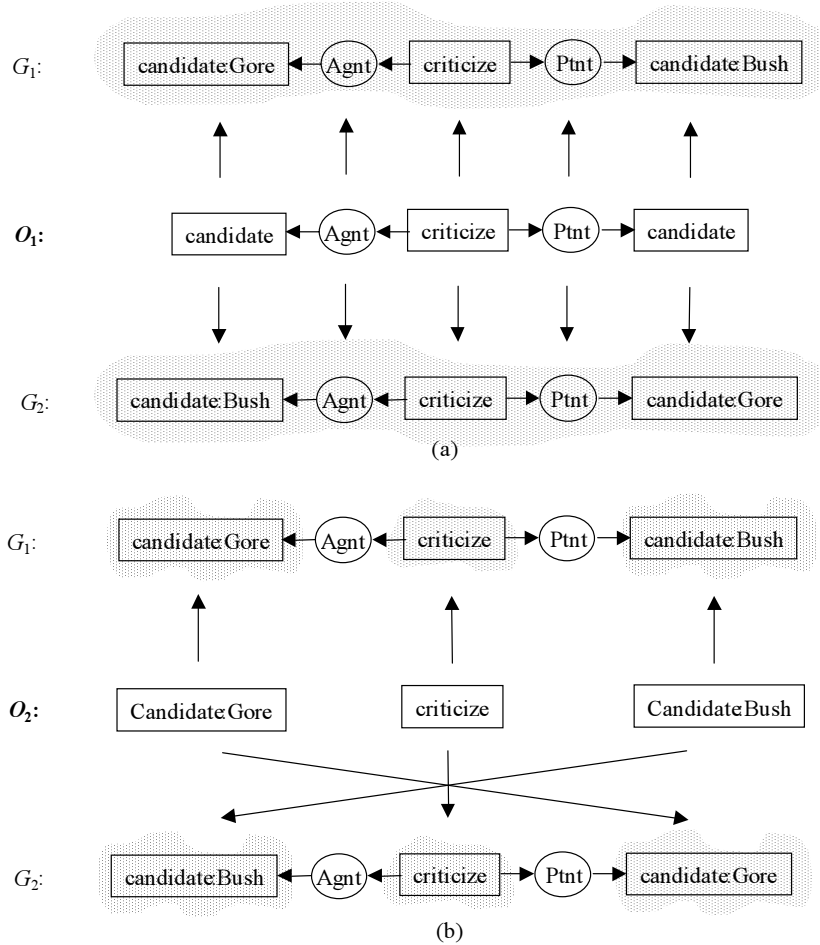 G1: candidate:Gore Agnt criticize Ptnt candidate:Bush
O1: candidate Agnt criticize Ptnt candidate
G2: candidate:Bush Agnt criticize Ptnt candidate:Gore
(a)
G1: candidate:Gore Agnt criticize Ptnt candidate:Bush
O2: Candidate:Gore criticize Candidate:Bush
G2: candidate:Bush Agnt criticize Ptnt candidate:Gore
(b)